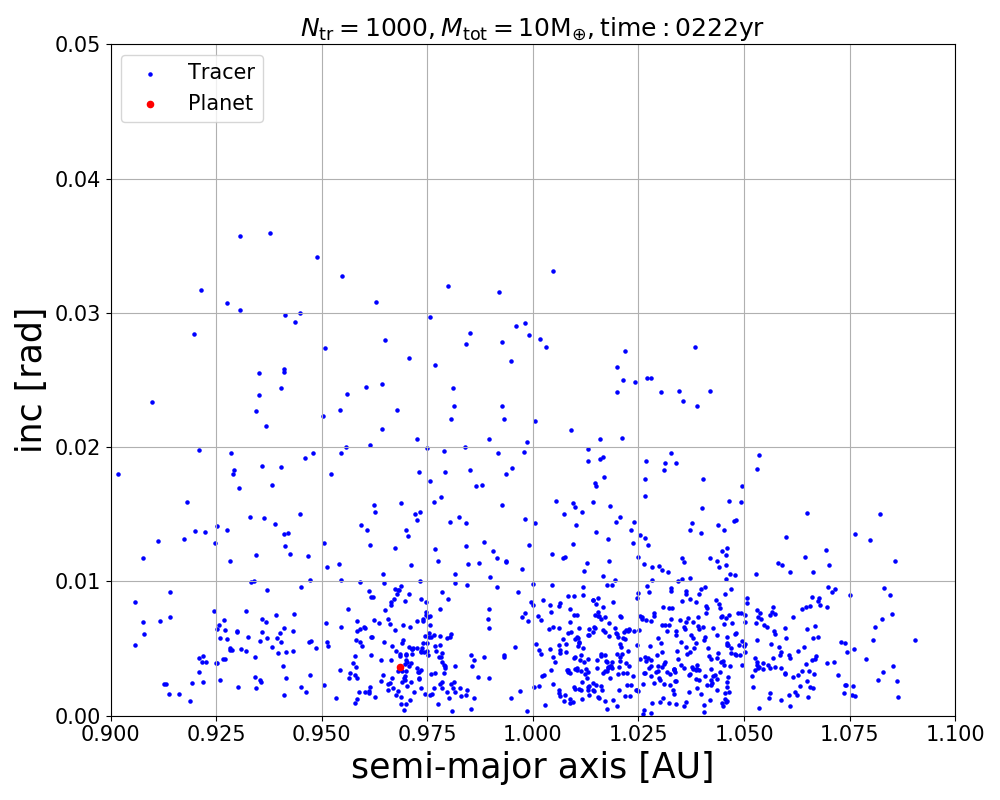 N_tr = 1000, M_tot = 10M_⊕, time : 0222yr
Tracer
Planet
inc [rad]
0.05
0.04
0.03
0.02
0.01
0.00
0.900 0.925 0.950 0.975 1.000 1.025 1.050 1.075 1.100
semi-major axis [AU]